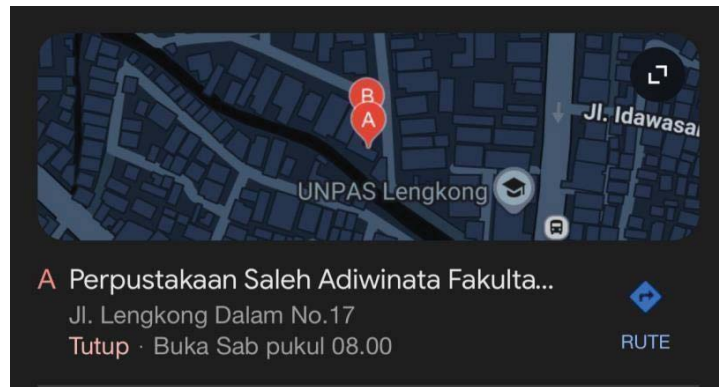 B
A
Jl. Idawasa
UNPAS Lengkong
A Perpustakaan Saleh Adiwinata Fakulta...
Jl. Lengkong Dalam No.17
Tutup · Buka Sab pukul 08.00
RUTE